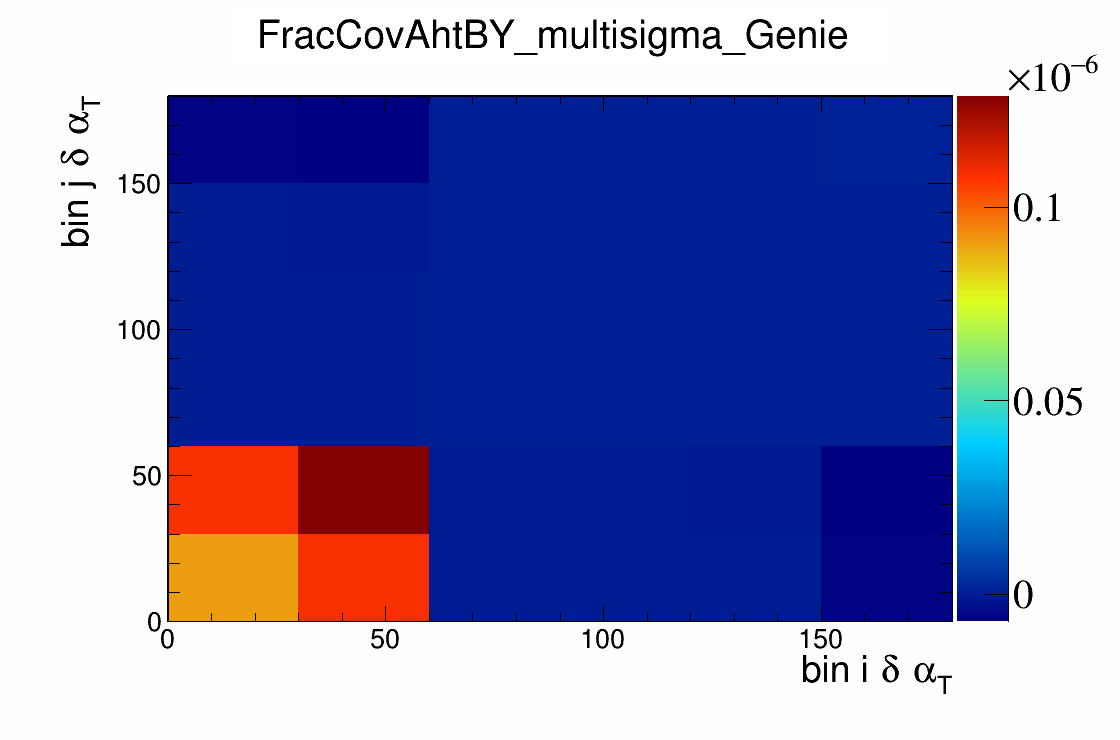 FracCovAhtBY_multisigma_Genie
×10⁻⁶
bin j δ α_T
150
100
50
0
0 50 100 150
bin i δ α_T
0.1
0.05
0